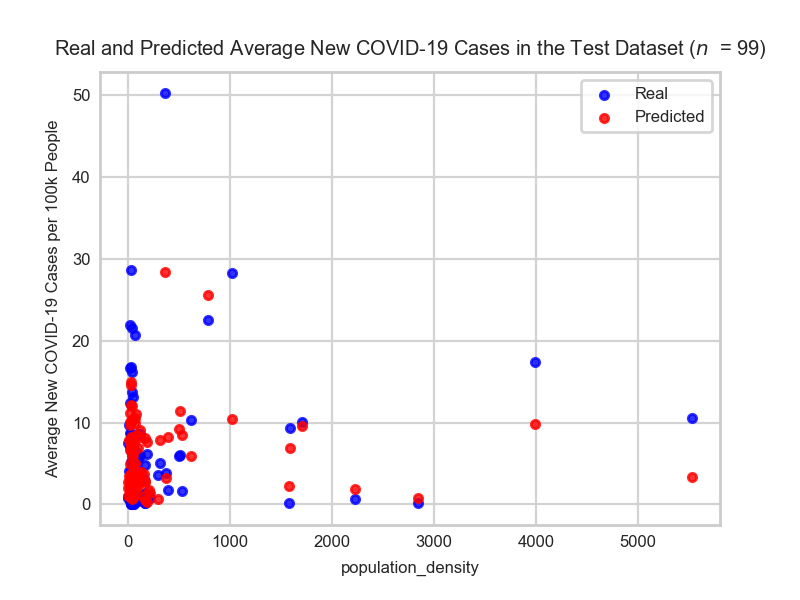 Real and Predicted Average New COVID-19 Cases in the Test Dataset (n = 99)
Real
Predicted
Average New COVID-19 Cases per 100k People
50
40
30
20
10
0
0 1000 2000 3000 4000 5000
population_density